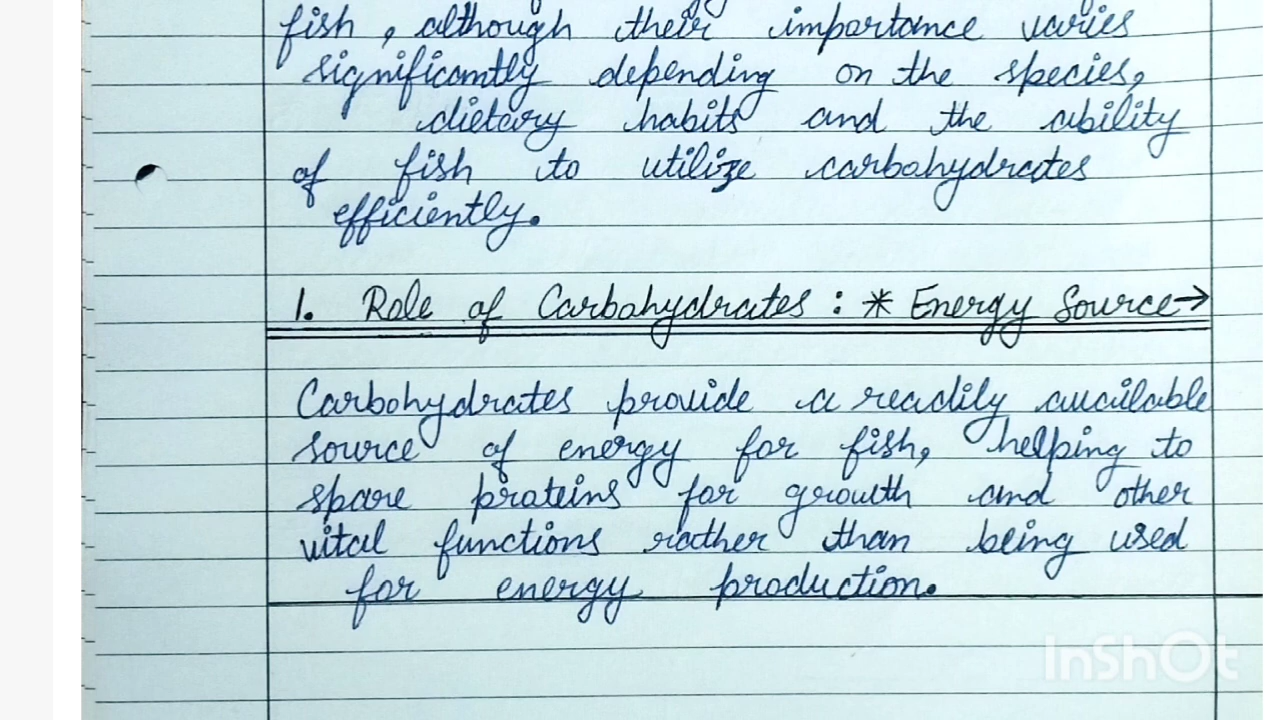 fish, although their importance varies
significantly depending on the species,
dietary habits and the ability
of fish to utilize carbohydrates
efficiently.
1. Role of Carbohydrates : * Energy Source →
Carbohydrates provide a readily available
source of energy for fish, helping to
spare proteins for growth and other
vital functions rather than being used
for energy production.
InShOt